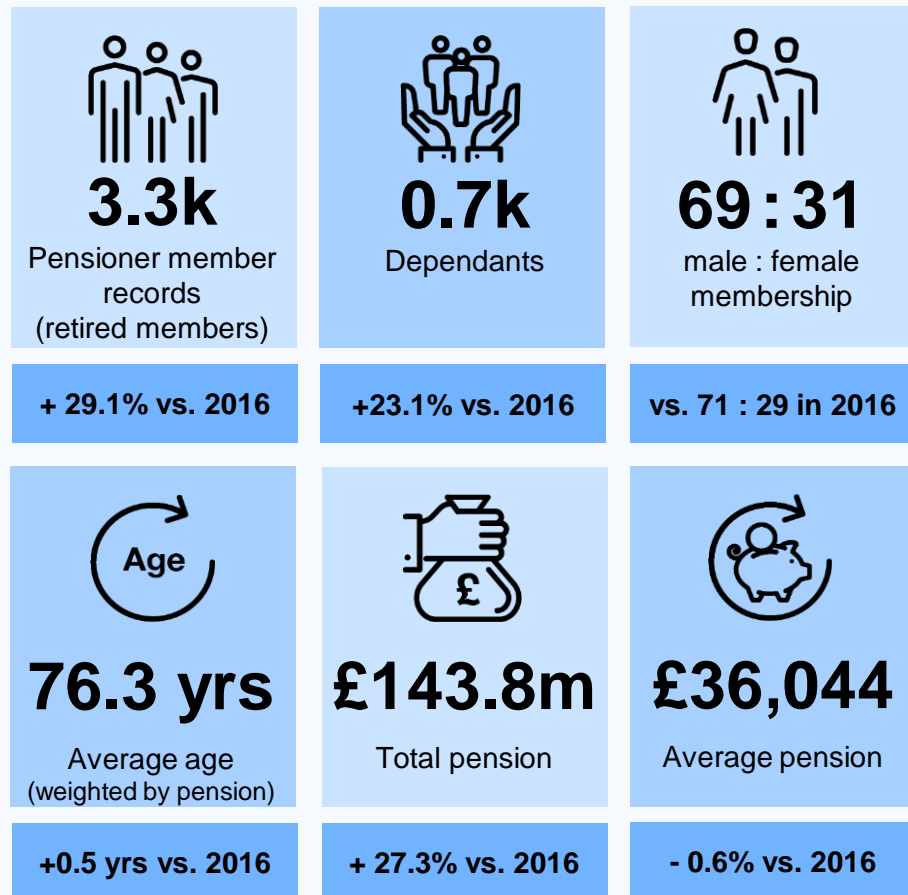 3.3k
Pensioner member
records
(retired members)
0.7k
Dependants
69 : 31
male : female
membership
+ 29.1% vs. 2016
+23.1% vs. 2016
vs. 71 : 29 in 2016
Age
76.3 yrs
Average age
(weighted by pension)
£
£143.8m
Total pension
£36,044
Average pension
+0.5 yrs vs. 2016
+ 27.3% vs. 2016
- 0.6% vs. 2016